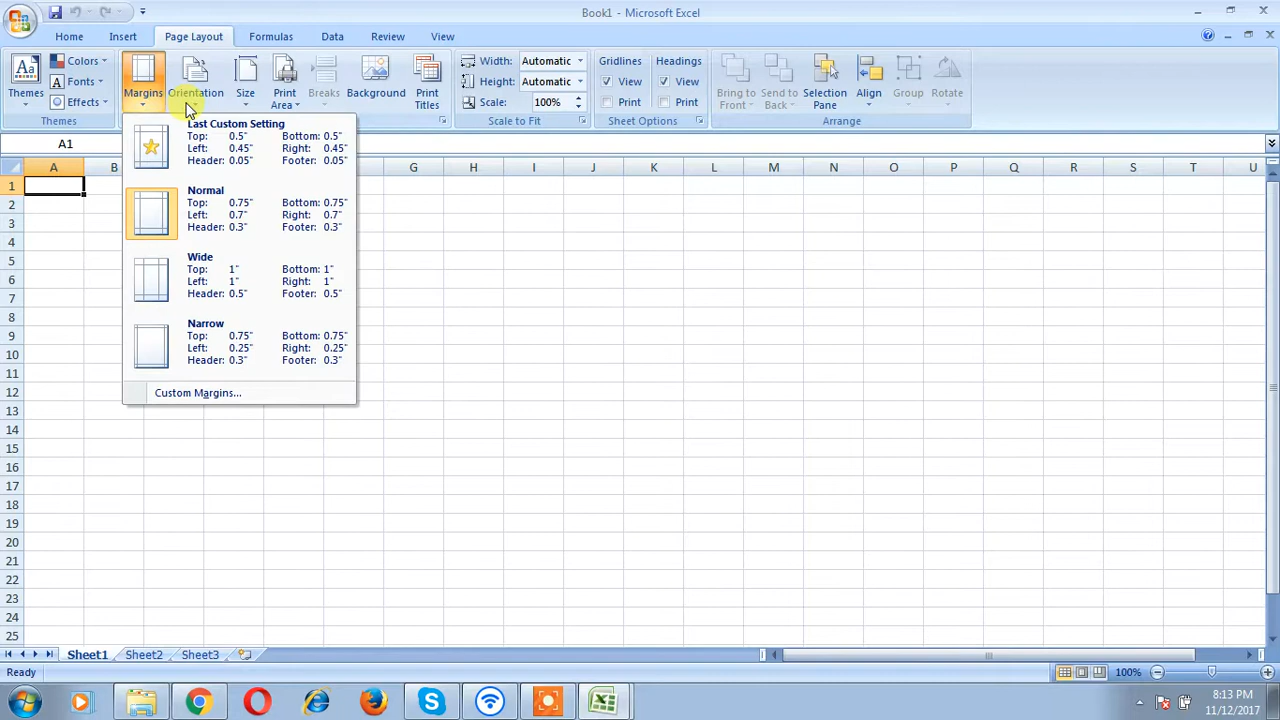 Book1 - Microsoft Excel
Home Insert Page Layout Formulas Data Review View
Themes
Colors
Fonts
Effects
Themes
Margins
Orientation
Size
Print
Area
Breaks
Background
Print
Titles
Width: Automatic
Height: Automatic
Scale: 100%
Scale to Fit
Gridlines
View
Print
Headings
View
Print
Sheet Options
Bring to
Front
Send to
Back
Selection
Pane
Align
Group
Rotate
Arrange
A1
Last Custom Setting
Top: 0.5" Bottom: 0.5"
Left: 0.45" Right: 0.45"
Header: 0.05" Footer: 0.05"
Normal
Top: 0.75" Bottom: 0.75"
Left: 0.7" Right: 0.7"
Header: 0.3" Footer: 0.3"
Wide
Top: 1" Bottom: 1"
Left: 1" Right: 1"
Header: 0.5" Footer: 0.5"
Narrow
Top: 0.75" Bottom: 0.75"
Left: 0.25" Right: 0.25"
Header: 0.3" Footer: 0.3"
Custom Margins...
A B G H I J K L M N O P Q R S T U
1
2
3
4
5
6
7
8
9
10
11
12
13
14
15
16
17
18
19
20
21
22
23
24
25
Sheet1 Sheet2 Sheet3
Ready 100%
8:13 PM
11/12/2017